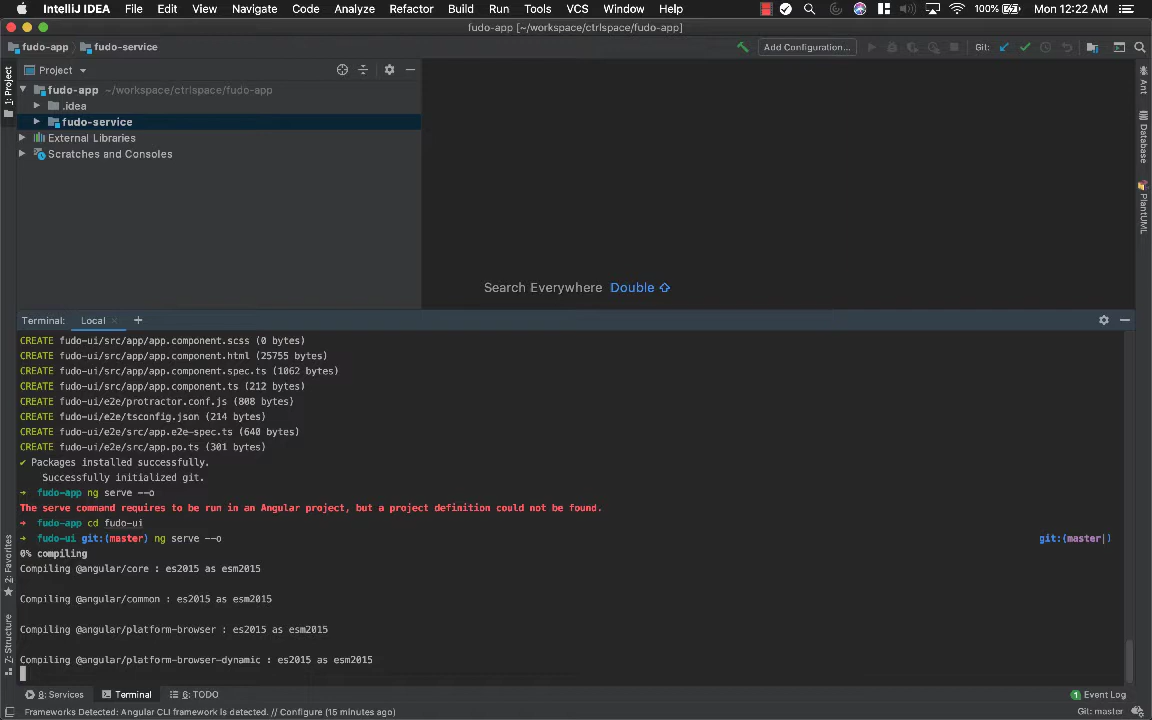 IntelliJ IDEA File Edit View Navigate Code Analyze Refactor Build Run Tools VCS Window Help 100% Mon 12:22 AM
fudo-app [~/workspace/ctrlspace/fudo-app]
fudo-app fudo-service Add Configuration... Git:
1: Project
Project
fudo-app ~/workspace/ctrlspace/fudo-app
.idea
fudo-service
External Libraries
Scratches and Consoles
Ant
Database
PlantUML
Search Everywhere Double ⇧
Terminal: Local × +
CREATE fudo-ui/src/app/app.component.scss (0 bytes)
CREATE fudo-ui/src/app/app.component.html (25755 bytes)
CREATE fudo-ui/src/app/app.component.spec.ts (1062 bytes)
CREATE fudo-ui/src/app/app.component.ts (212 bytes)
CREATE fudo-ui/e2e/protractor.conf.js (808 bytes)
CREATE fudo-ui/e2e/tsconfig.json (214 bytes)
CREATE fudo-ui/e2e/src/app.e2e-spec.ts (640 bytes)
CREATE fudo-ui/e2e/src/app.po.ts (301 bytes)
✔ Packages installed successfully.
Successfully initialized git.
➜ fudo-app ng serve --o
The serve command requires to be run in an Angular project, but a project definition could not be found.
➜ fudo-app cd fudo-ui
➜ fudo-ui git:(master) ng serve --o git:(master|)
0% compiling
Compiling @angular/core : es2015 as esm2015
Compiling @angular/common : es2015 as esm2015
Compiling @angular/platform-browser : es2015 as esm2015
Compiling @angular/platform-browser-dynamic : es2015 as esm2015
2: Favorites
7: Structure
8: Services Terminal 6: TODO 1 Event Log
Frameworks Detected: Angular CLI framework is detected. // Configure (15 minutes ago) Git: master